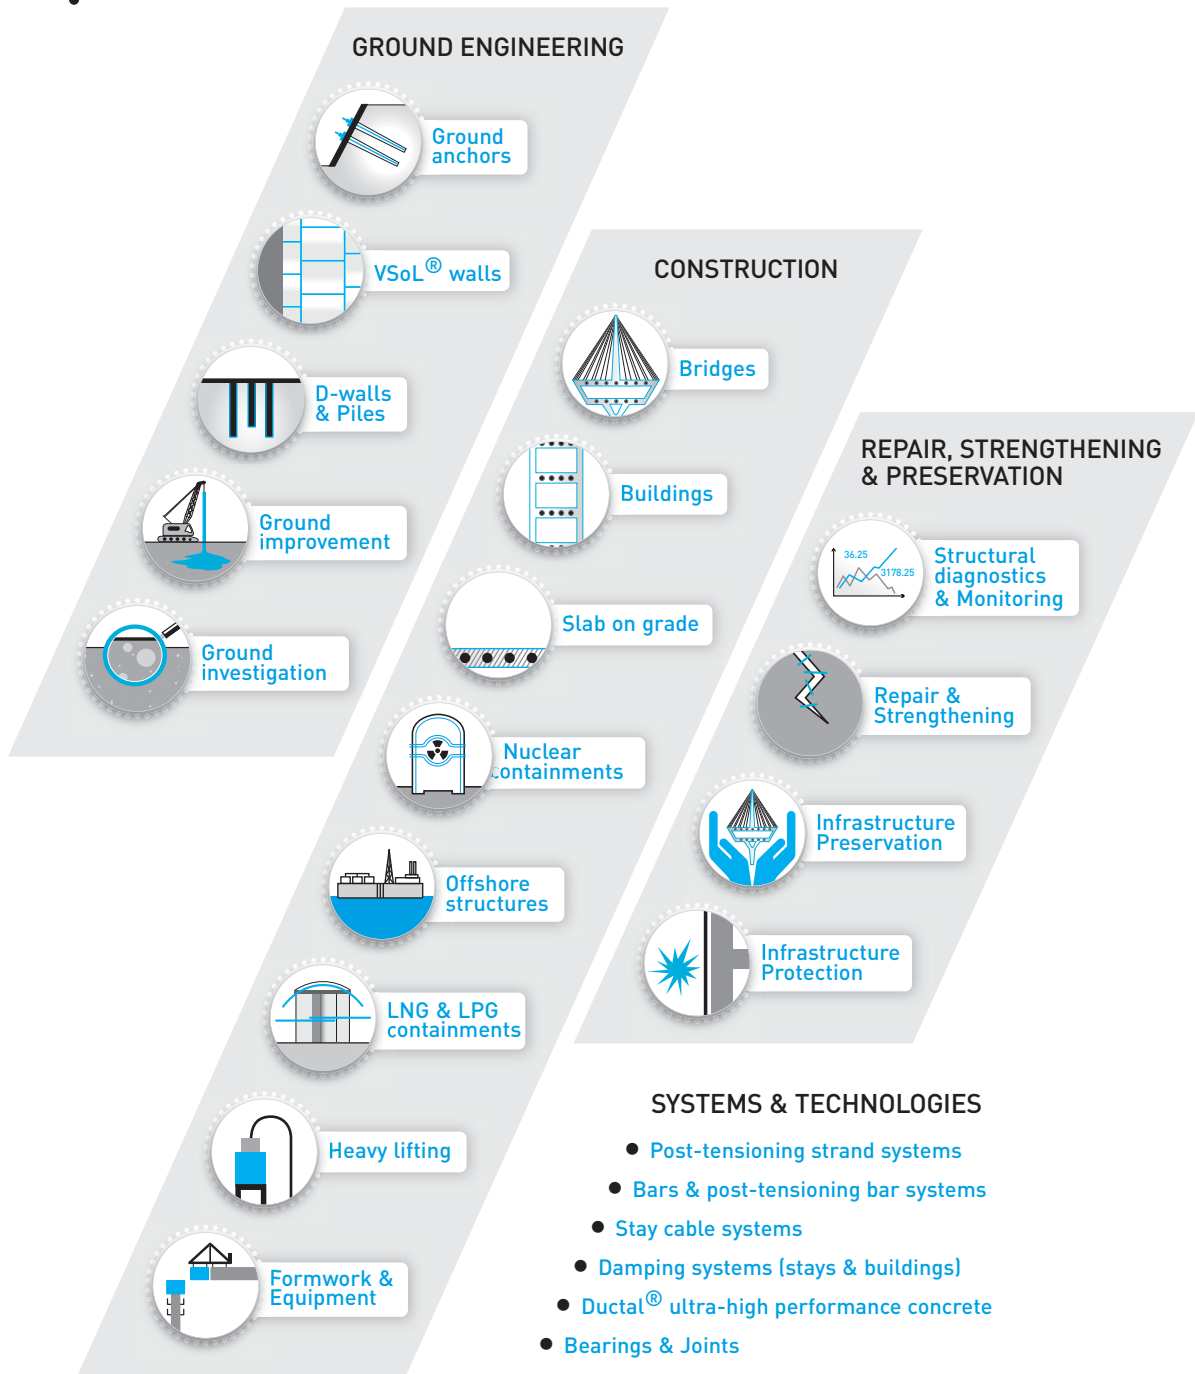 GROUND ENGINEERING
Ground
anchors
VSoL® walls
D-walls
& Piles
Ground
improvement
Ground
investigation
CONSTRUCTION
Bridges
Buildings
Slab on grade
Nuclear
containments
Offshore
structures
LNG & LPG
containments
Heavy lifting
Formwork &
Equipment
REPAIR, STRENGTHENING
& PRESERVATION
36.25
3178.25
Structural
diagnostics
& Monitoring
Repair &
Strengthening
Infrastructure
Preservation
Infrastructure
Protection
SYSTEMS & TECHNOLOGIES
• Post-tensioning strand systems
• Bars & post-tensioning bar systems
• Stay cable systems
• Damping systems (stays & buildings)
• Ductal® ultra-high performance concrete
• Bearings & Joints